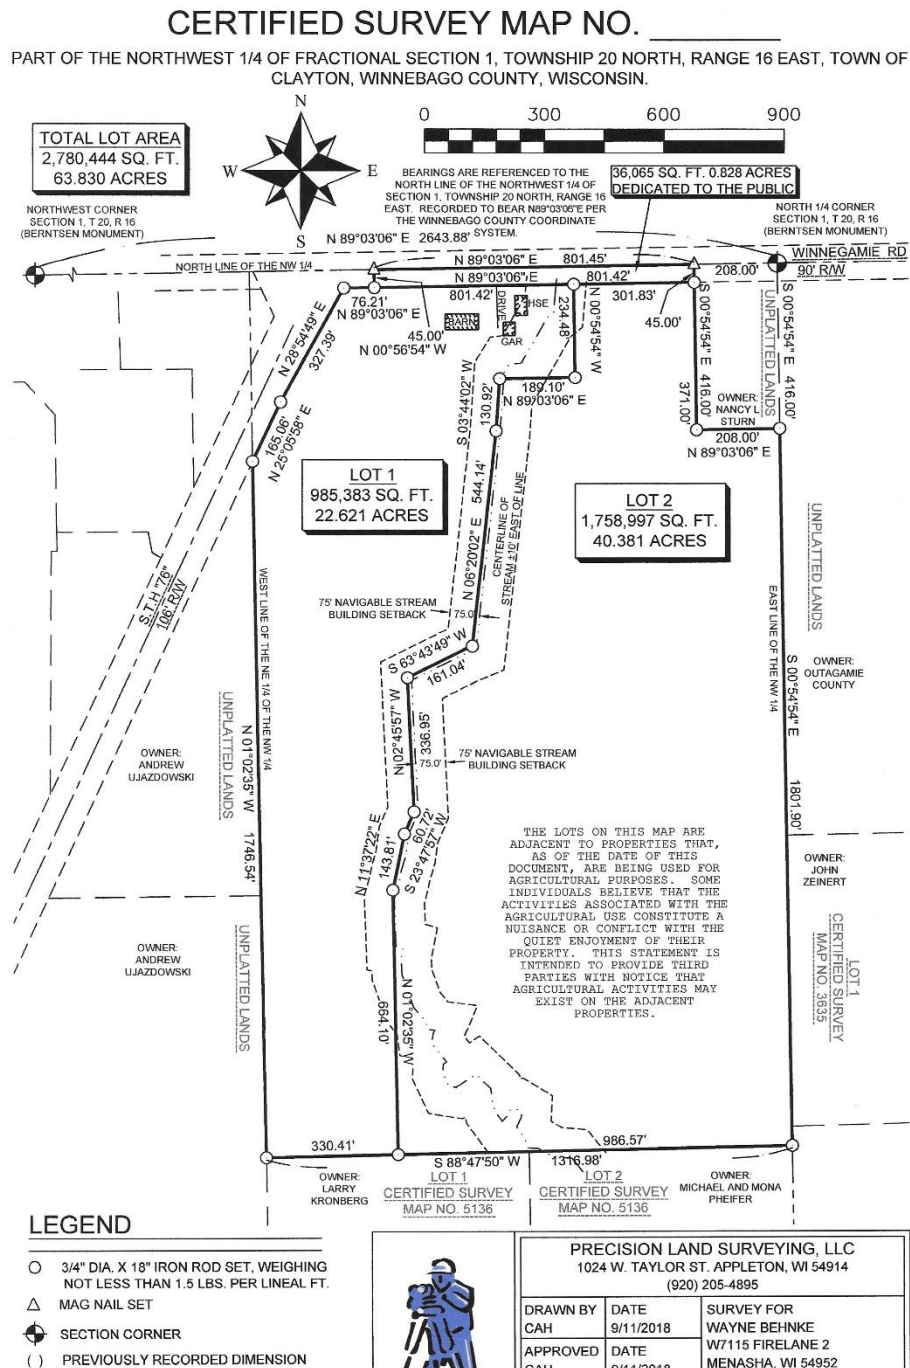 CERTIFIED SURVEY MAP NO.
PART OF THE NORTHWEST 1/4 OF FRACTIONAL SECTION 1, TOWNSHIP 20 NORTH, RANGE 16 EAST, TOWN OF
CLAYTON, WINNEBAGO COUNTY, WISCONSIN.
TOTAL LOT AREA
2,780,444 SQ. FT.
63.830 ACRES
N
W
E
S
0
300
600
900
BEARINGS ARE REFERENCED TO THE
NORTH LINE OF THE NORTHWEST 1/4 OF
SECTION 1, TOWNSHIP 20 NORTH, RANGE 16
EAST. RECORDED TO BEAR N89°03'06"E PER
THE WINNEBAGO COUNTY COORDINATE
SYSTEM.
36,065 SQ. FT. 0.828 ACRES
DEDICATED TO THE PUBLIC
NORTHWEST CORNER
SECTION 1, T 20, R 16
(BERNTSEN MONUMENT)
NORTH 1/4 CORNER
SECTION 1, T 20, R 16
(BERNTSEN MONUMENT)
N 89°03'06" E 2643.88'
WINNEGAMIE RD
90' R/W
NORTH LINE OF THE NW 1/4
N 89°03'06" E 801.45'
208.00'
N 89°03'06" E 801.42'
76.21'
801.42'
301.83'
N 89°03'06" E
45.00'
45.00'
N 00°56'54" W
BARN
DRIVE
HSE
GAR
234.48'
N 00°54'54" W
189.10'
N 89°03'06" E
S 00°54'54" E 416.00'
371.00'
UNPLATTED LANDS
S 00°54'54" E 416.00'
OWNER:
NANCY L
STURN
208.00'
N 89°03'06" E
N 28°54'49" E
327.39'
165.06'
N 25°05'58" E
S 03°44'02" W
130.92'
LOT 1
985,383 SQ. FT.
22.621 ACRES
LOT 2
1,758,997 SQ. FT.
40.381 ACRES
N 06°20'02" E 544.14'
CENTERLINE OF
STREAM ±10' EAST OF LINE
S.T.H "76"
106' R/W
WEST LINE OF THE NE 1/4 OF THE NW 1/4
75' NAVIGABLE STREAM
BUILDING SETBACK
75.0'
S 63°43'49" W
161.04'
UNPLATTED LANDS
EAST LINE OF THE NW 1/4
S 00°54'54" E
1801.90'
OWNER:
OUTAGAMIE
COUNTY
UNPLATTED LANDS
N 01°02'35" W
1746.54'
OWNER:
ANDREW
UJAZDOWSKI
N 02°45'57" W
336.95'
75.0'
75' NAVIGABLE STREAM
BUILDING SETBACK
60.72'
S 23°47'57" W
N 11°37'22" E
143.81'
THE LOTS ON THIS MAP ARE
ADJACENT TO PROPERTIES THAT,
AS OF THE DATE OF THIS
DOCUMENT, ARE BEING USED FOR
AGRICULTURAL PURPOSES. SOME
INDIVIDUALS BELIEVE THAT THE
ACTIVITIES ASSOCIATED WITH THE
AGRICULTURAL USE CONSTITUTE A
NUISANCE OR CONFLICT WITH THE
QUIET ENJOYMENT OF THEIR
PROPERTY. THIS STATEMENT IS
INTENDED TO PROVIDE THIRD
PARTIES WITH NOTICE THAT
AGRICULTURAL ACTIVITIES MAY
EXIST ON THE ADJACENT
PROPERTIES.
OWNER:
JOHN
ZEINERT
LOT 1
CERTIFIED SURVEY
MAP NO. 3635
OWNER:
ANDREW
UJAZDOWSKI
UNPLATTED LANDS
N 01°02'35" W
664.10'
330.41'
986.57'
S 88°47'50" W 1316.98'
OWNER:
LARRY
KRONBERG
LOT 1
CERTIFIED SURVEY
MAP NO. 5136
LOT 2
CERTIFIED SURVEY
MAP NO. 5136
OWNER:
MICHAEL AND MONA
PHEIFER
LEGEND
3/4" DIA. X 18" IRON ROD SET, WEIGHING
NOT LESS THAN 1.5 LBS. PER LINEAL FT.
MAG NAIL SET
SECTION CORNER
( ) PREVIOUSLY RECORDED DIMENSION
PRECISION LAND SURVEYING, LLC
1024 W. TAYLOR ST. APPLETON, WI 54914
(920) 205-4895
DRAWN BY
CAH
DATE
9/11/2018
SURVEY FOR
WAYNE BEHNKE
W7115 FIRELANE 2
MENASHA, WI 54952
APPROVED
CAH
DATE
9/11/2018